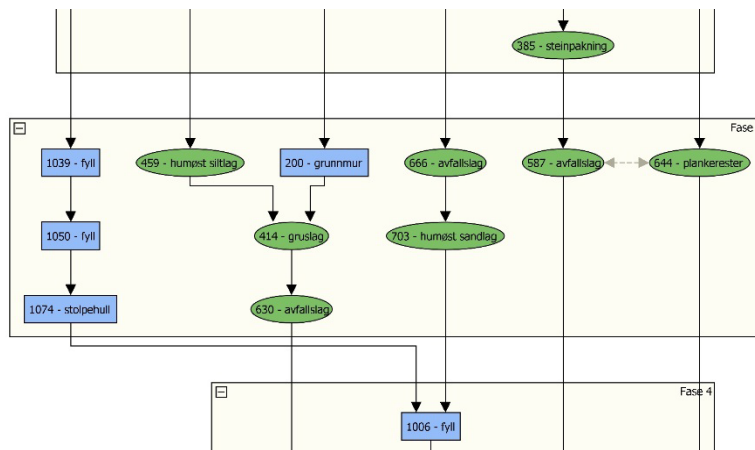 385 - steinpakning
Fase
1039 - fyll
459 - humøst siltlag
200 - grunnmur
666 - avfallslag
587 - avfallslag
644 - plankerester
1050 - fyll
414 - gruslag
703 - humøst sandlag
1074 - stolpehull
630 - avfallslag
Fase 4
1006 - fyll